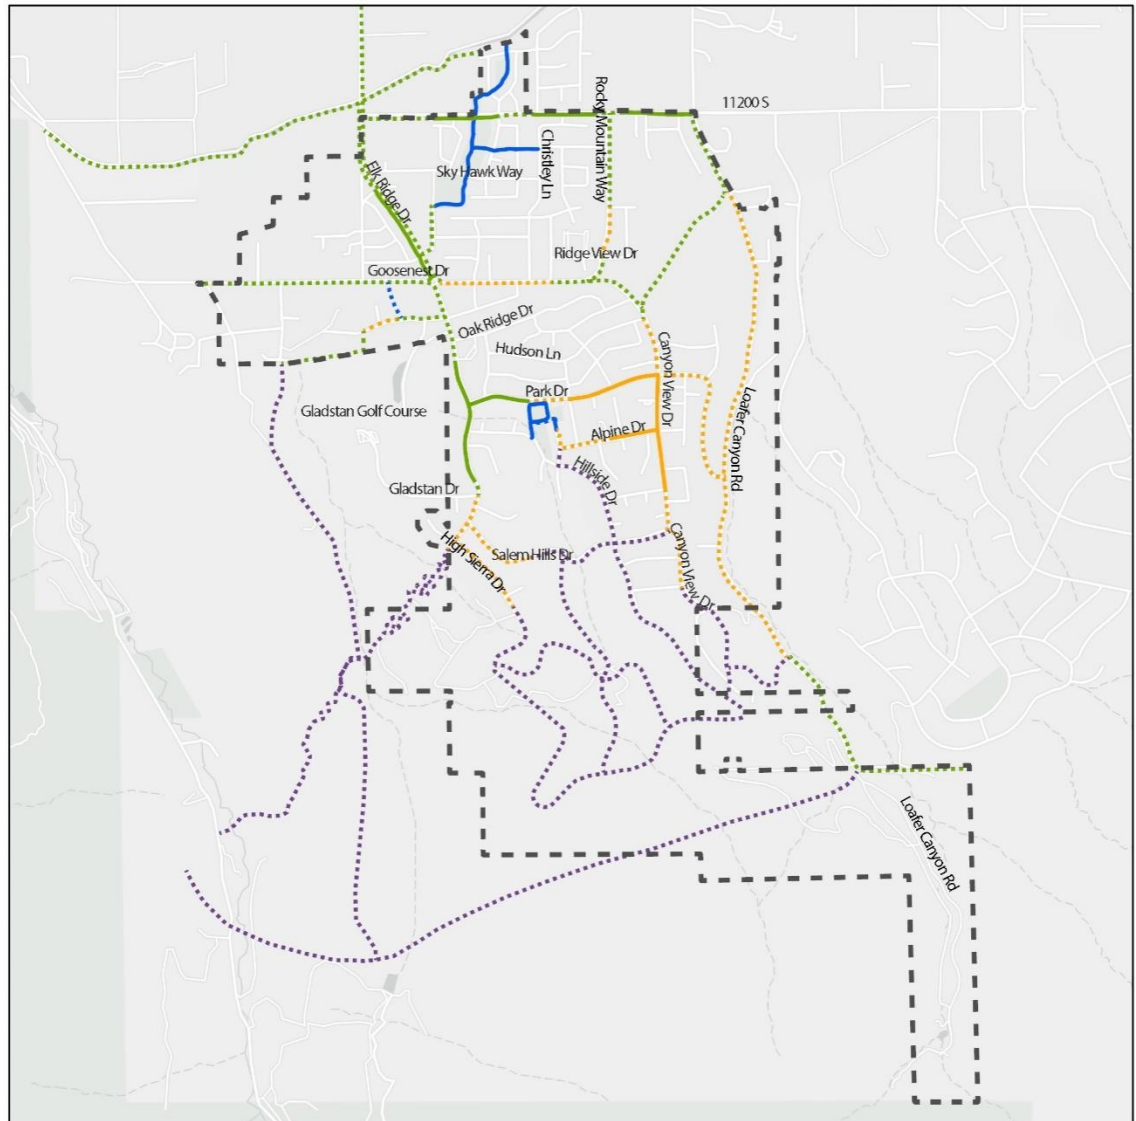 11200 S
Rocky Mountain Way
Christley Ln
Sky Hawk Way
Elk Ridge Dr
Ridge View Dr
Goosenest Dr
Oak Ridge Dr
Hudson Ln
Canyon View Dr
Park Dr
Loafer Canyon Rd
Gladstan Golf Course
Alpine Dr
Hillside Dr
Gladstan Dr
High Sierra Dr
Salem Hills Dr
Canyon View Dr
Loafer Canyon Rd